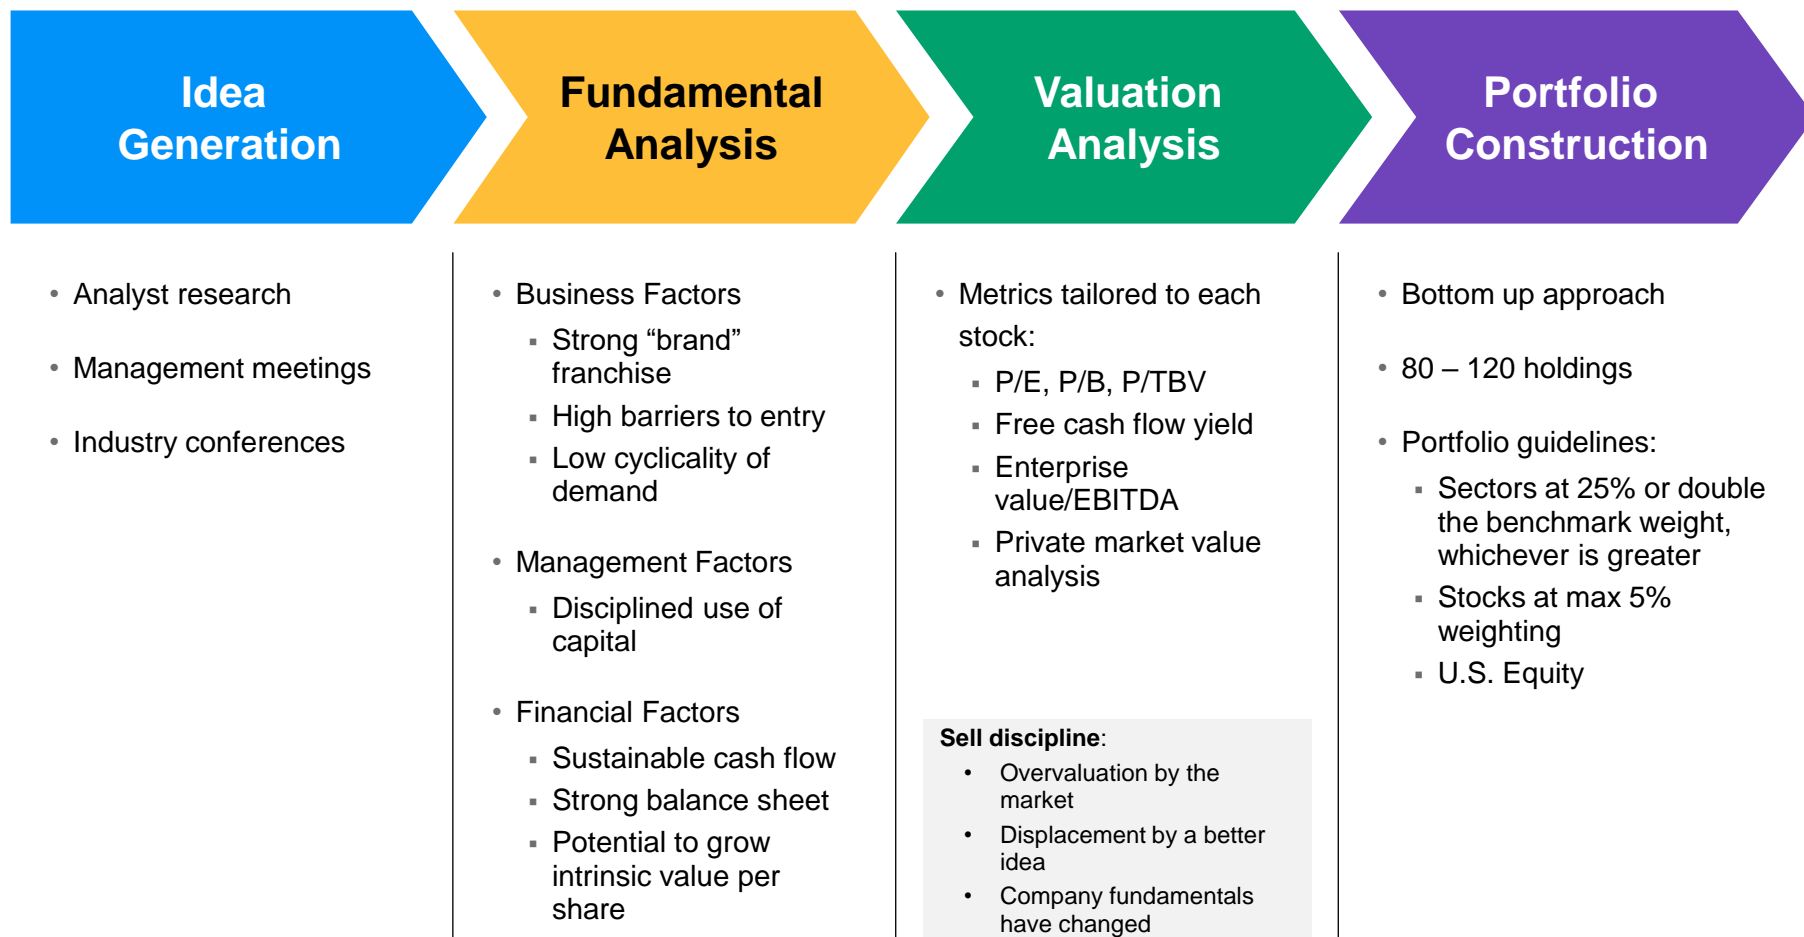 Idea
Generation
Fundamental
Analysis
Valuation
Analysis
Portfolio
Construction
• Analyst research
• Management meetings
• Industry conferences
• Business Factors
▪ Strong “brand”
franchise
▪ High barriers to entry
▪ Low cyclicality of
demand
• Management Factors
▪ Disciplined use of
capital
• Financial Factors
▪ Sustainable cash flow
▪ Strong balance sheet
▪ Potential to grow
intrinsic value per
share
• Metrics tailored to each
stock:
▪ P/E, P/B, P/TBV
▪ Free cash flow yield
▪ Enterprise
value/EBITDA
▪ Private market value
analysis
Sell discipline:
• Overvaluation by the
market
• Displacement by a better
idea
• Company fundamentals
have changed
• Bottom up approach
• 80 – 120 holdings
• Portfolio guidelines:
▪ Sectors at 25% or double
the benchmark weight,
whichever is greater
▪ Stocks at max 5%
weighting
▪ U.S. Equity